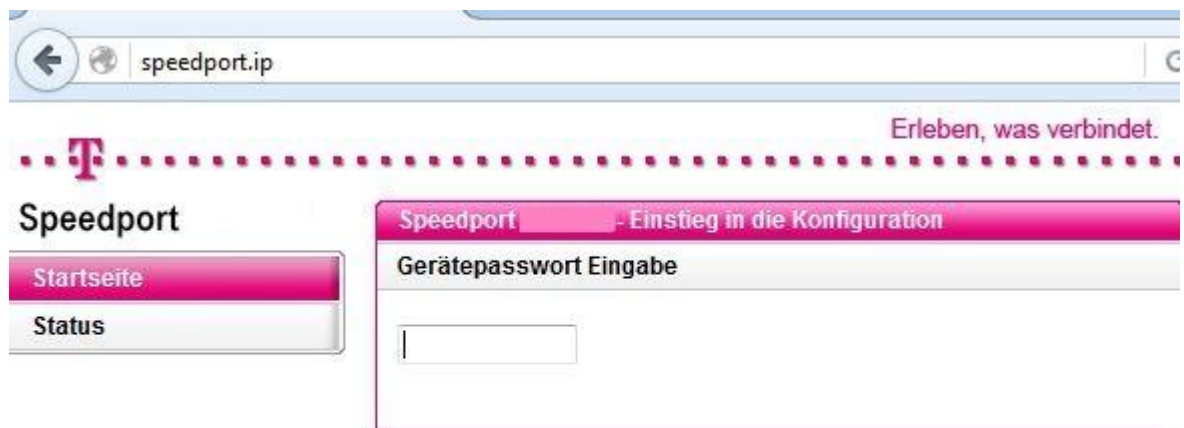 speedport.ip
Erleben, was verbindet.
T
Speedport
Speedport - Einstieg in die Konfiguration
Startseite
Gerätepasswort Eingabe
Status